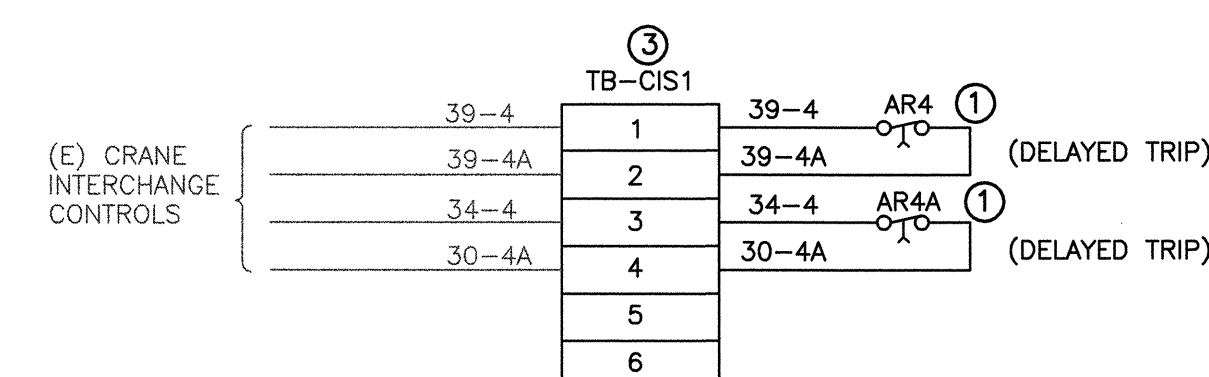 3
TB-CIS1
(E) CRANE
INTERCHANGE
CONTROLS
39-4
39-4A
34-4
30-4A
1
2
3
4
5
6
39-4
AR4
1
39-4A
(DELAYED TRIP)
34-4
AR4A
1
30-4A
(DELAYED TRIP)